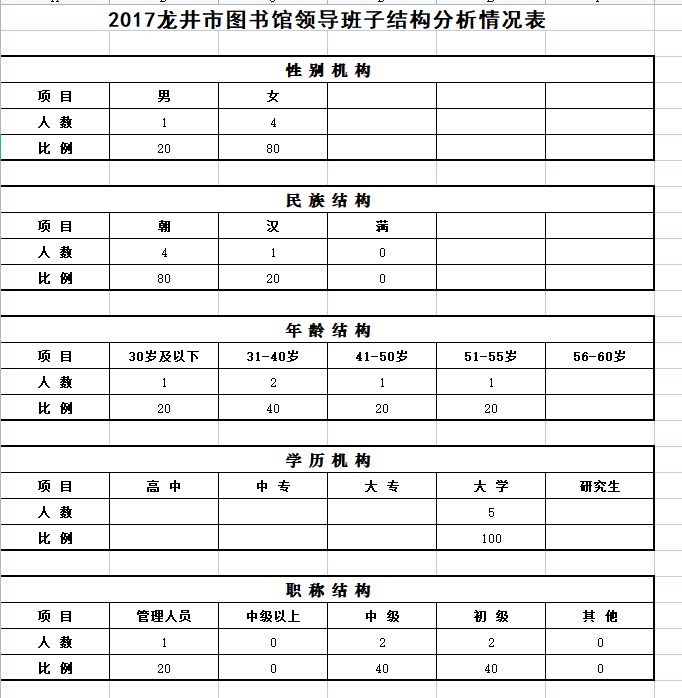 2017龙井市图书馆领导班子结构分析情况表
性 别 机 构
项 目 男 女
人 数 1 4
比 例 20 80
民 族 结 构
项 目 朝 汉 满
人 数 4 1 0
比 例 80 20 0
年 龄 结 构
项 目 30岁及以下 31-40岁 41-50岁 51-55岁 56-60岁
人 数 1 2 1 1
比 例 20 40 20 20
学 历 机 构
项 目 高 中 中 专 大 专 大 学 研究生
人 数 5
比 例 100
职 称 结 构
项 目 管理人员 中级以上 中 级 初 级 其 他
人 数 1 0 2 2 0
比 例 20 0 40 40 0